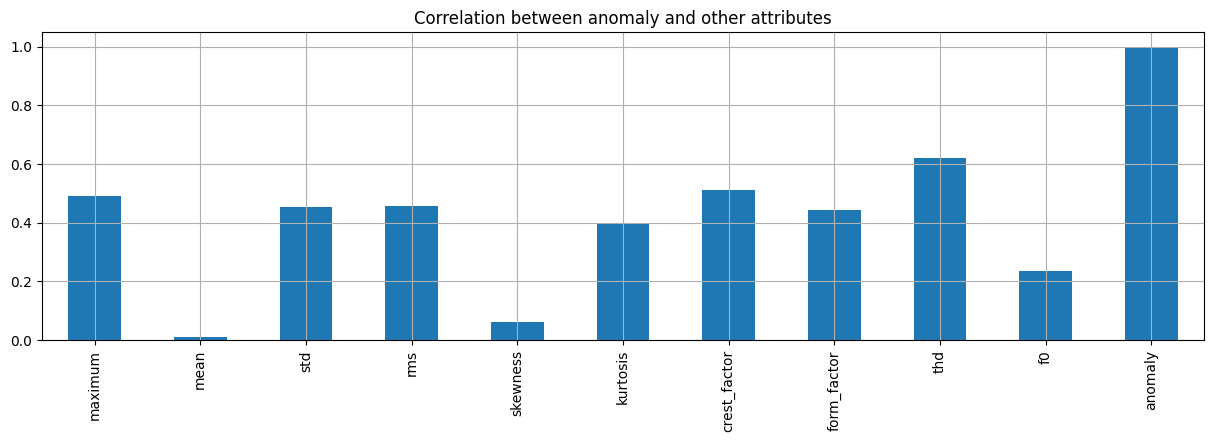 Correlation between anomaly and other attributes
1.0
0.8
0.6
0.4
0.2
0.0
maximum
mean
std
rms
skewness
kurtosis
crest_factor
form_factor
thd
f0
anomaly